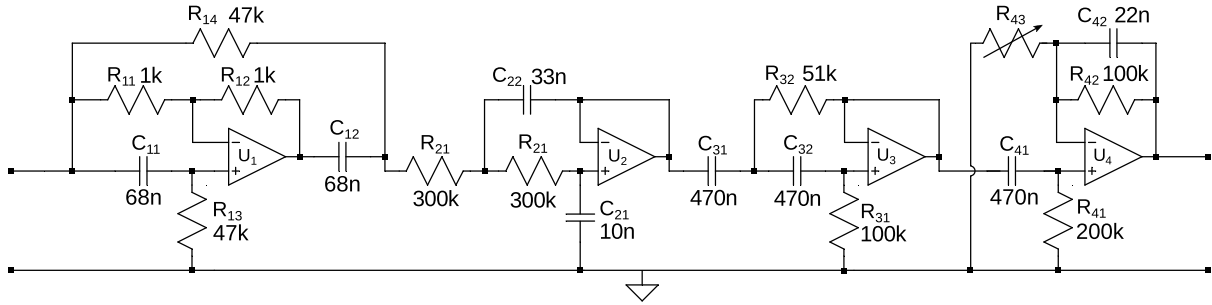 R14 47k
R11 1k
R12 1k
C11
68n
U1
R13
47k
C12
68n
R21
300k
C22 33n
R21
300k
U2
C21
10n
C31
470n
R32 51k
C32
470n
U3
R31
100k
R43
C42 22n
R42 100k
C41
470n
U4
R41
200k